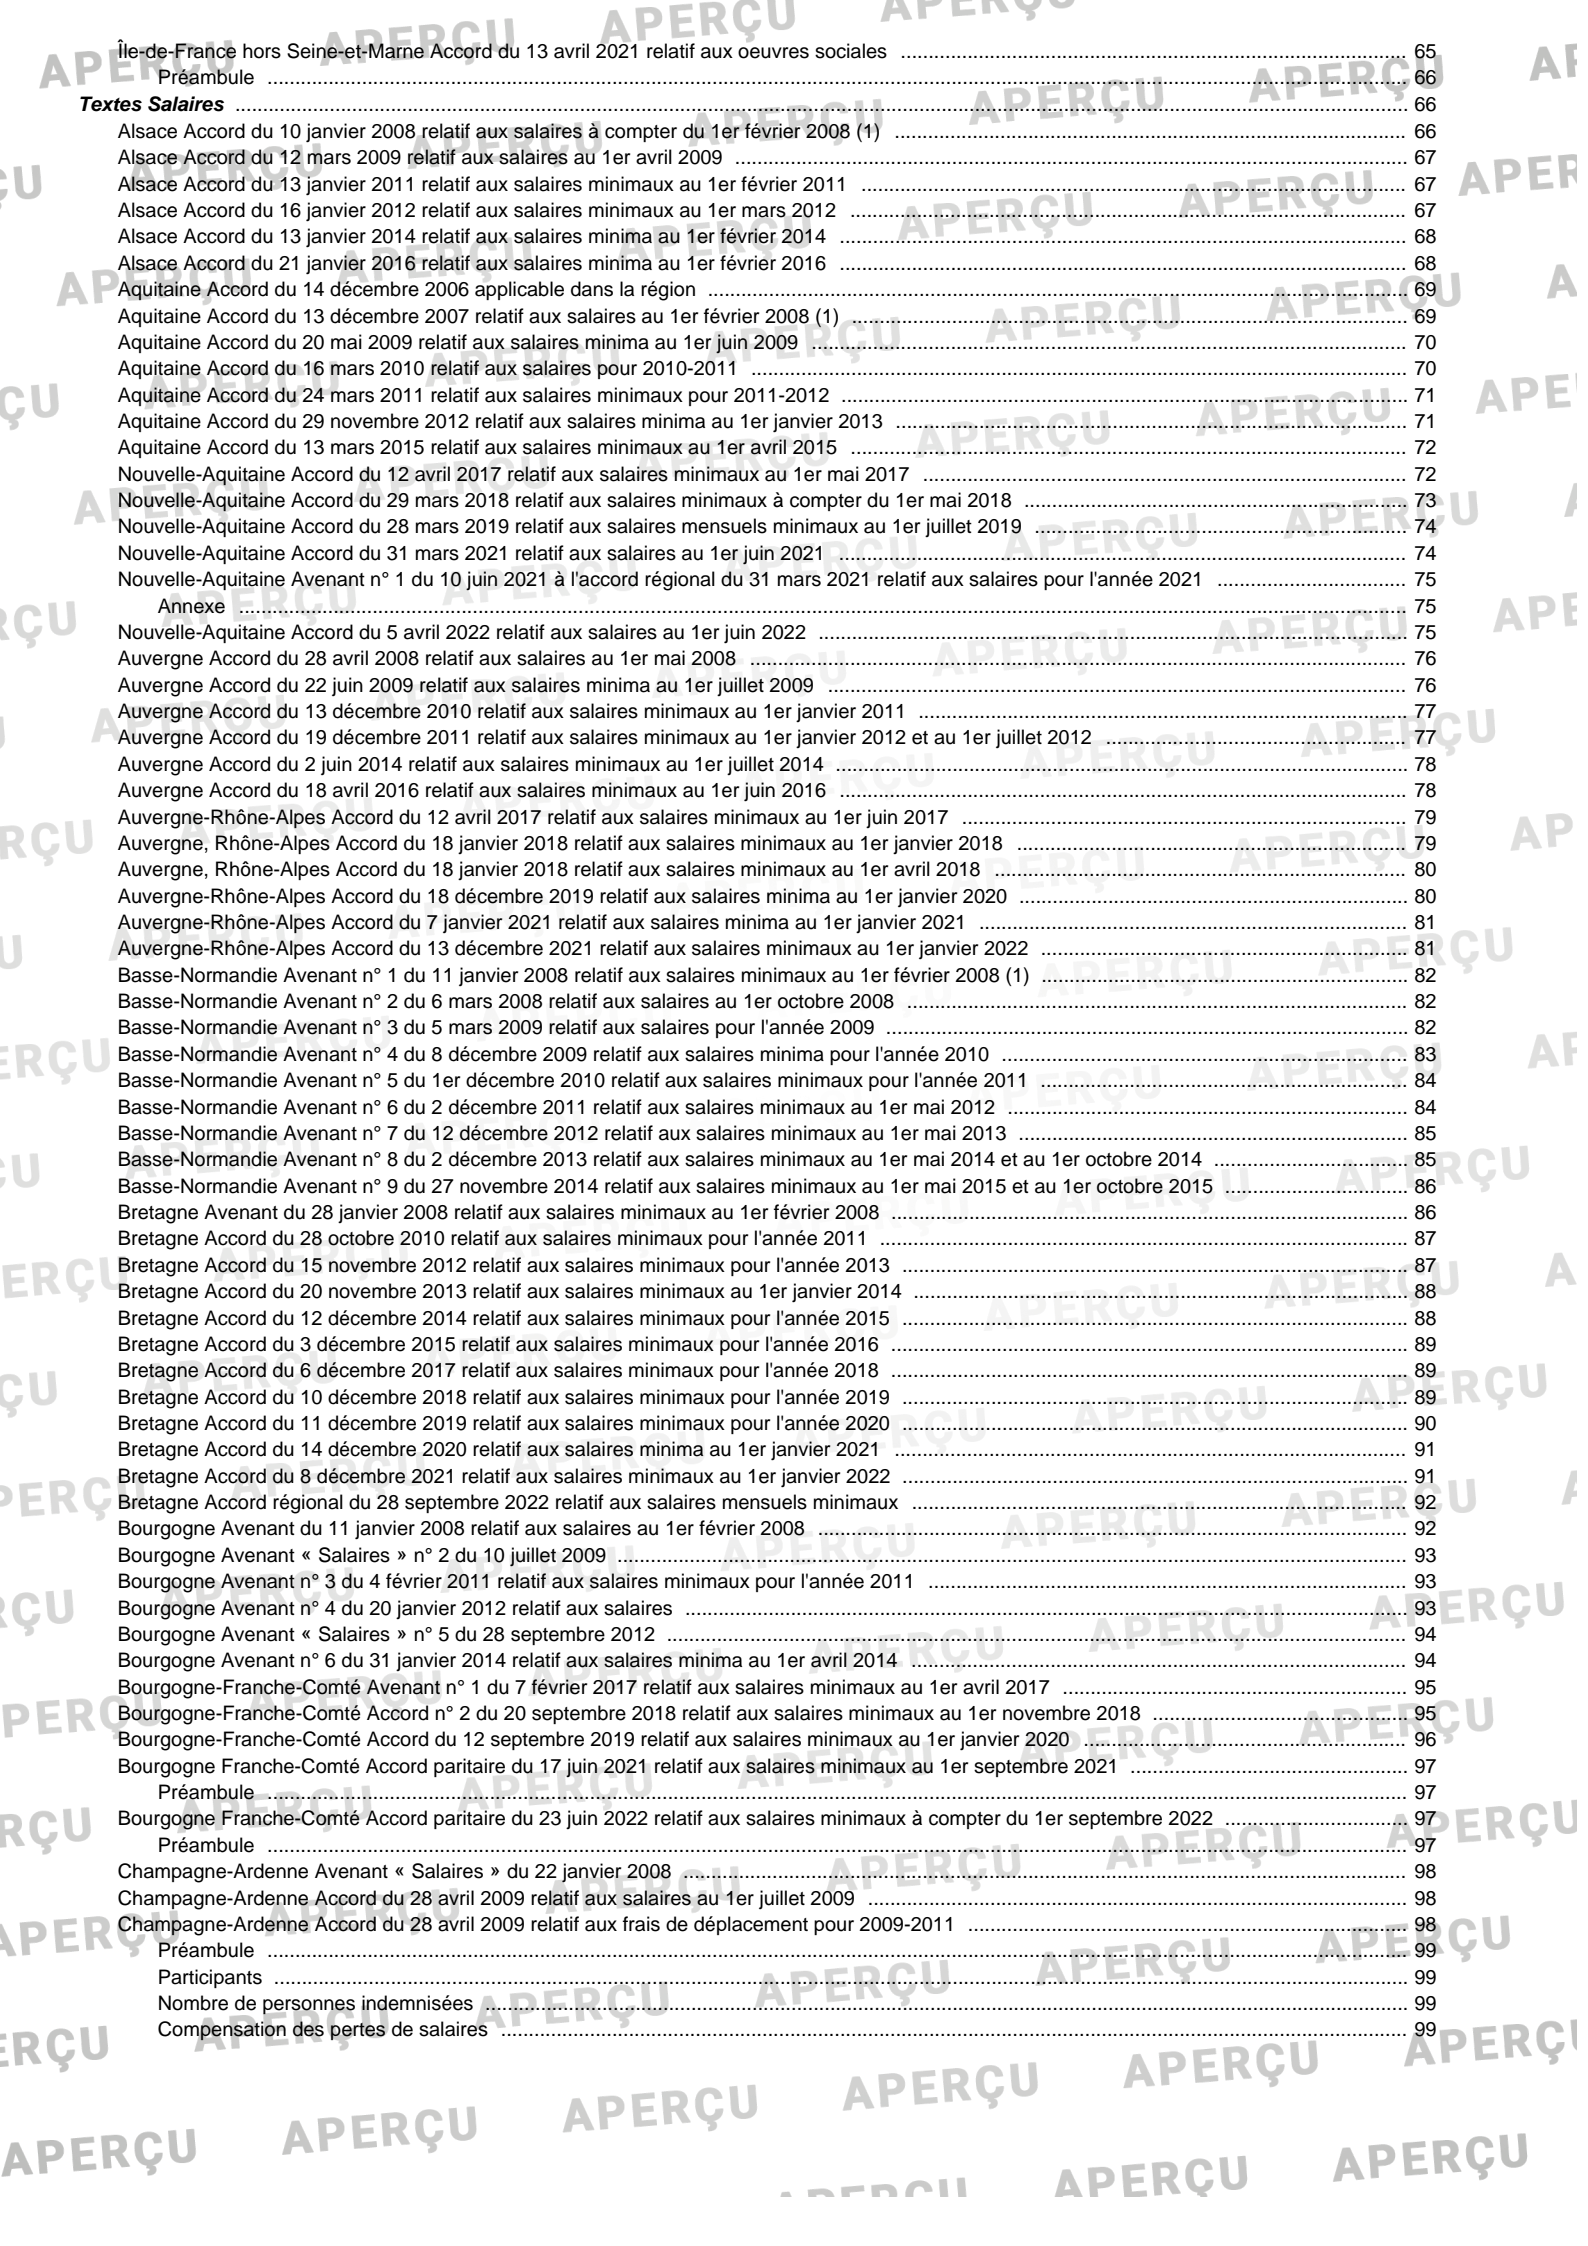 Île-de-France hors Seine-et-Marne Accord du 13 avril 2021 relatif aux oeuvres sociales 65
Préambule 66
Textes Salaires 66
Alsace Accord du 10 janvier 2008 relatif aux salaires à compter du 1er février 2008 (1) 66
Alsace Accord du 12 mars 2009 relatif aux salaires au 1er avril 2009 67
Alsace Accord du 13 janvier 2011 relatif aux salaires minimaux au 1er février 2011 67
Alsace Accord du 16 janvier 2012 relatif aux salaires minimaux au 1er mars 2012 67
Alsace Accord du 13 janvier 2014 relatif aux salaires minima au 1er février 2014 68
Alsace Accord du 21 janvier 2016 relatif aux salaires minima au 1er février 2016 68
Aquitaine Accord du 14 décembre 2006 applicable dans la région 69
Aquitaine Accord du 13 décembre 2007 relatif aux salaires au 1er février 2008 (1) 69
Aquitaine Accord du 20 mai 2009 relatif aux salaires minima au 1er juin 2009 70
Aquitaine Accord du 16 mars 2010 relatif aux salaires pour 2010-2011 70
Aquitaine Accord du 24 mars 2011 relatif aux salaires minimaux pour 2011-2012 71
Aquitaine Accord du 29 novembre 2012 relatif aux salaires minima au 1er janvier 2013 71
Aquitaine Accord du 13 mars 2015 relatif aux salaires minimaux au 1er avril 2015 72
Nouvelle-Aquitaine Accord du 12 avril 2017 relatif aux salaires minimaux au 1er mai 2017 72
Nouvelle-Aquitaine Accord du 29 mars 2018 relatif aux salaires minimaux à compter du 1er mai 2018 73
Nouvelle-Aquitaine Accord du 28 mars 2019 relatif aux salaires mensuels minimaux au 1er juillet 2019 74
Nouvelle-Aquitaine Accord du 31 mars 2021 relatif aux salaires au 1er juin 2021 74
Nouvelle-Aquitaine Avenant n° 1 du 10 juin 2021 à l'accord régional du 31 mars 2021 relatif aux salaires pour l'année 2021 75
Annexe 75
Nouvelle-Aquitaine Accord du 5 avril 2022 relatif aux salaires au 1er juin 2022 75
Auvergne Accord du 28 avril 2008 relatif aux salaires au 1er mai 2008 76
Auvergne Accord du 22 juin 2009 relatif aux salaires minima au 1er juillet 2009 76
Auvergne Accord du 13 décembre 2010 relatif aux salaires minimaux au 1er janvier 2011 77
Auvergne Accord du 19 décembre 2011 relatif aux salaires minimaux au 1er janvier 2012 et au 1er juillet 2012 77
Auvergne Accord du 2 juin 2014 relatif aux salaires minimaux au 1er juillet 2014 78
Auvergne Accord du 18 avril 2016 relatif aux salaires minimaux au 1er juin 2016 78
Auvergne-Rhône-Alpes Accord du 12 avril 2017 relatif aux salaires minimaux au 1er juin 2017 79
Auvergne, Rhône-Alpes Accord du 18 janvier 2018 relatif aux salaires minimaux au 1er janvier 2018 79
Auvergne, Rhône-Alpes Accord du 18 janvier 2018 relatif aux salaires minimaux au 1er avril 2018 80
Auvergne-Rhône-Alpes Accord du 18 décembre 2019 relatif aux salaires minima au 1er janvier 2020 80
Auvergne-Rhône-Alpes Accord du 7 janvier 2021 relatif aux salaires minima au 1er janvier 2021 81
Auvergne-Rhône-Alpes Accord du 13 décembre 2021 relatif aux salaires minimaux au 1er janvier 2022 81
Basse-Normandie Avenant n° 1 du 11 janvier 2008 relatif aux salaires minimaux au 1er février 2008 (1) 82
Basse-Normandie Avenant n° 2 du 6 mars 2008 relatif aux salaires au 1er octobre 2008 82
Basse-Normandie Avenant n° 3 du 5 mars 2009 relatif aux salaires pour l'année 2009 82
Basse-Normandie Avenant n° 4 du 8 décembre 2009 relatif aux salaires minima pour l'année 2010 83
Basse-Normandie Avenant n° 5 du 1er décembre 2010 relatif aux salaires minimaux pour l'année 2011 84
Basse-Normandie Avenant n° 6 du 2 décembre 2011 relatif aux salaires minimaux au 1er mai 2012 84
Basse-Normandie Avenant n° 7 du 12 décembre 2012 relatif aux salaires minimaux au 1er mai 2013 85
Basse-Normandie Avenant n° 8 du 2 décembre 2013 relatif aux salaires minimaux au 1er mai 2014 et au 1er octobre 2014 85
Basse-Normandie Avenant n° 9 du 27 novembre 2014 relatif aux salaires minimaux au 1er mai 2015 et au 1er octobre 2015 86
Bretagne Avenant du 28 janvier 2008 relatif aux salaires minimaux au 1er février 2008 86
Bretagne Accord du 28 octobre 2010 relatif aux salaires minimaux pour l'année 2011 87
Bretagne Accord du 15 novembre 2012 relatif aux salaires minimaux pour l'année 2013 87
Bretagne Accord du 20 novembre 2013 relatif aux salaires minimaux au 1er janvier 2014 88
Bretagne Accord du 12 décembre 2014 relatif aux salaires minimaux pour l'année 2015 88
Bretagne Accord du 3 décembre 2015 relatif aux salaires minimaux pour l'année 2016 89
Bretagne Accord du 6 décembre 2017 relatif aux salaires minimaux pour l'année 2018 89
Bretagne Accord du 10 décembre 2018 relatif aux salaires minimaux pour l'année 2019 89
Bretagne Accord du 11 décembre 2019 relatif aux salaires minimaux pour l'année 2020 90
Bretagne Accord du 14 décembre 2020 relatif aux salaires minima au 1er janvier 2021 91
Bretagne Accord du 8 décembre 2021 relatif aux salaires minimaux au 1er janvier 2022 91
Bretagne Accord régional du 28 septembre 2022 relatif aux salaires mensuels minimaux 92
Bourgogne Avenant du 11 janvier 2008 relatif aux salaires au 1er février 2008 92
Bourgogne Avenant « Salaires » n° 2 du 10 juillet 2009 93
Bourgogne Avenant n° 3 du 4 février 2011 relatif aux salaires minimaux pour l'année 2011 93
Bourgogne Avenant n° 4 du 20 janvier 2012 relatif aux salaires 93
Bourgogne Avenant « Salaires » n° 5 du 28 septembre 2012 94
Bourgogne Avenant n° 6 du 31 janvier 2014 relatif aux salaires minima au 1er avril 2014 94
Bourgogne-Franche-Comté Avenant n° 1 du 7 février 2017 relatif aux salaires minimaux au 1er avril 2017 95
Bourgogne-Franche-Comté Accord n° 2 du 20 septembre 2018 relatif aux salaires minimaux au 1er novembre 2018 95
Bourgogne-Franche-Comté Accord du 12 septembre 2019 relatif aux salaires minimaux au 1er janvier 2020 96
Bourgogne Franche-Comté Accord paritaire du 17 juin 2021 relatif aux salaires minimaux au 1er septembre 2021 97
Préambule 97
Bourgogne Franche-Comté Accord paritaire du 23 juin 2022 relatif aux salaires minimaux à compter du 1er septembre 2022 97
Préambule 97
Champagne-Ardenne Avenant « Salaires » du 22 janvier 2008 98
Champagne-Ardenne Accord du 28 avril 2009 relatif aux salaires au 1er juillet 2009 98
Champagne-Ardenne Accord du 28 avril 2009 relatif aux frais de déplacement pour 2009-2011 98
Préambule 99
Participants 99
Nombre de personnes indemnisées 99
Compensation des pertes de salaires 99